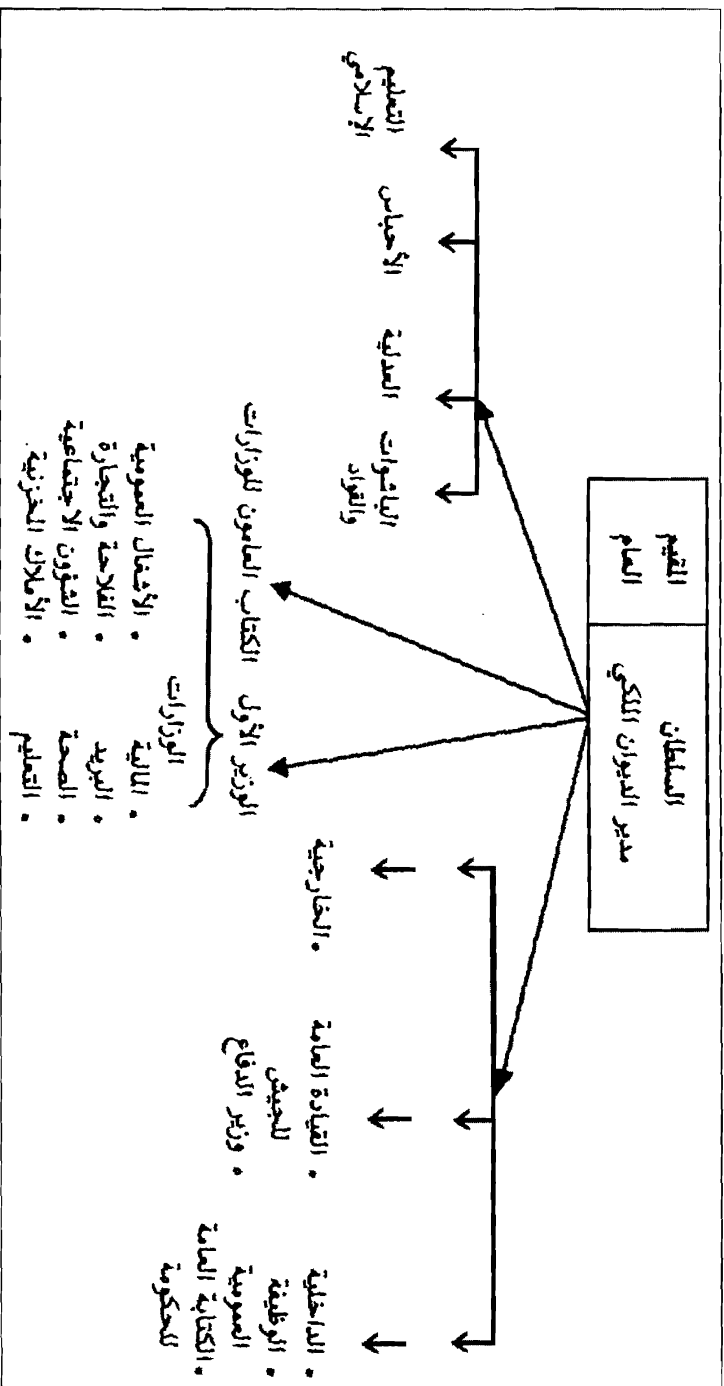 السلطان
مدير الديوان الملكي
المقيم
العام
• الداخلية
• الوظيفة
العمومية
• الكتابة العامة
للحكومة
• القيادة العامة
للجيش
• وزير الدفاع
• الخارجية
الوزير الأول
الكتاب العامون للوزارات
الوزارات
• المالية
• البريد
• الصحة
• التعليم
• الأشغال العمومية
• الفلاحة والتجارة
• الشؤون الاجتماعية
• الأملاك المخزنية.
الباشوات
والقواد
العدلية
الأحباس
التعليم
الإسلامي